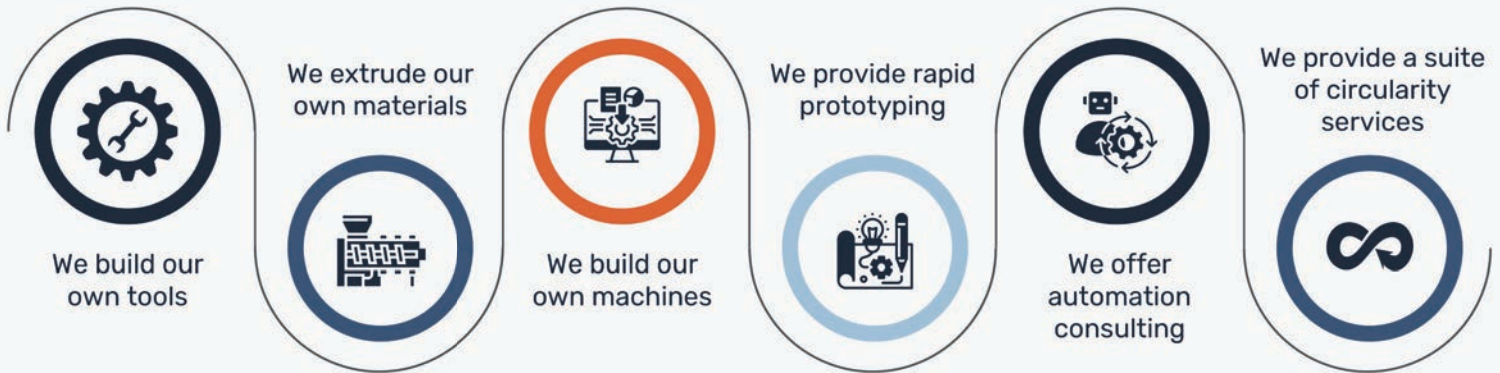 We build our
own tools
We extrude our
own materials
We build our
own machines
We provide rapid
prototyping
We offer
automation
consulting
We provide a suite
of circularity
services